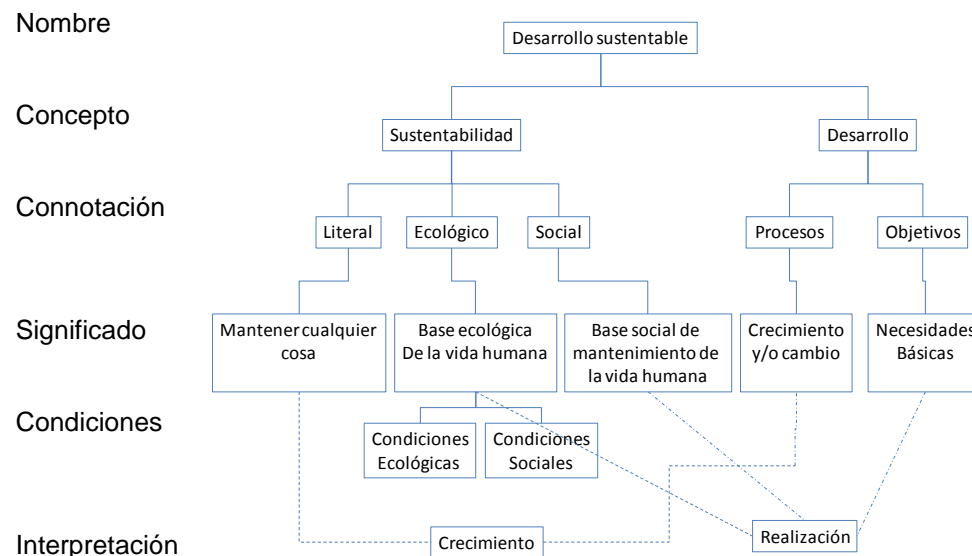 Nombre
Desarrollo sustentable
Concepto
Sustentabilidad
Desarrollo
Connotación
Literal
Ecológico
Social
Procesos
Objetivos
Significado
Mantener cualquier
cosa
Base ecológica
De la vida humana
Base social de
mantenimiento de
la vida humana
Crecimiento
y/o cambio
Necesidades
Básicas
Condiciones
Condiciones
Ecológicas
Condiciones
Sociales
Interpretación
Crecimiento
Realización